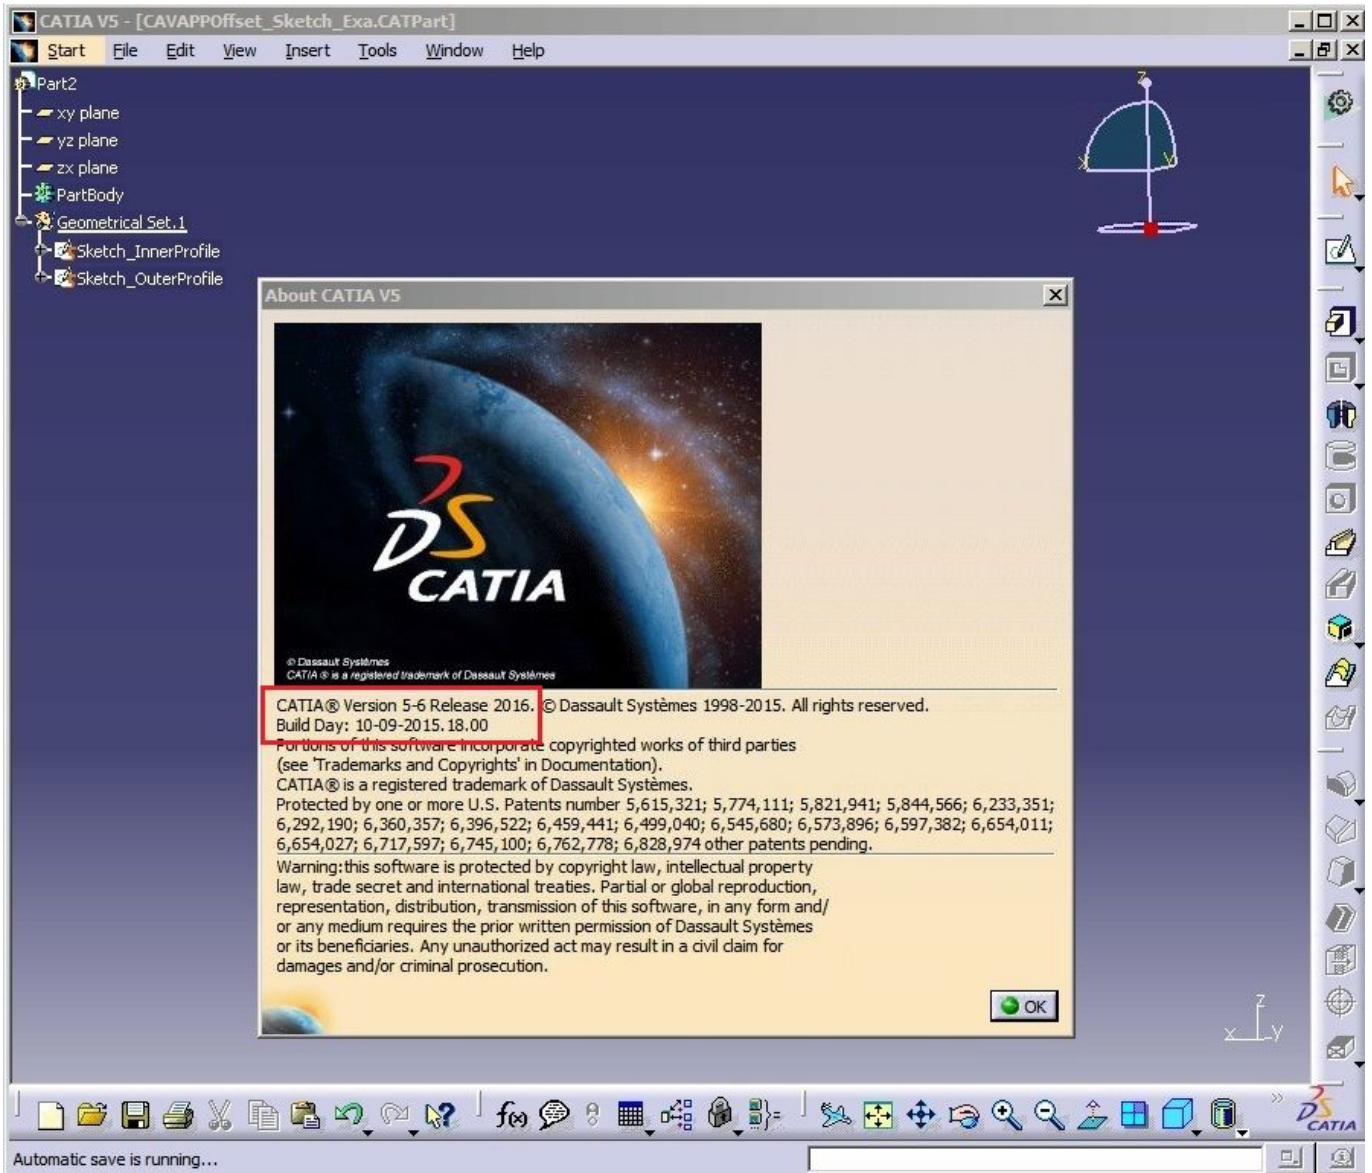 CATIA V5 - [CAVAPPOffset_Sketch_Exa.CATPart]
Start File Edit View Insert Tools Window Help
Part2
xy plane
yz plane
zx plane
PartBody
Geometrical Set.1
Sketch_InnerProfile
Sketch_OuterProfile
z
x y
About CATIA V5
DS
CATIA
© Dassault Systèmes
CATIA ® is a registered trademark of Dassault Systèmes
CATIA® Version 5-6 Release 2016. © Dassault Systèmes 1998-2015. All rights reserved.
Build Day: 10-09-2015.18.00
Portions of this software incorporate copyrighted works of third parties
(see 'Trademarks and Copyrights' in Documentation).
CATIA® is a registered trademark of Dassault Systèmes.
Protected by one or more U.S. Patents number 5,615,321; 5,774,111; 5,821,941; 5,844,566; 6,233,351;
6,292,190; 6,360,357; 6,396,522; 6,459,441; 6,499,040; 6,545,680; 6,573,896; 6,597,382; 6,654,011;
6,654,027; 6,717,597; 6,745,100; 6,762,778; 6,828,974 other patents pending.
Warning:this software is protected by copyright law, intellectual property
law, trade secret and international treaties. Partial or global reproduction,
representation, distribution, transmission of this software, in any form and/
or any medium requires the prior written permission of Dassault Systèmes
or its beneficiaries. Any unauthorized act may result in a civil claim for
damages and/or criminal prosecution.
OK
z
x y
f(x)
DS
CATIA
Automatic save is running...